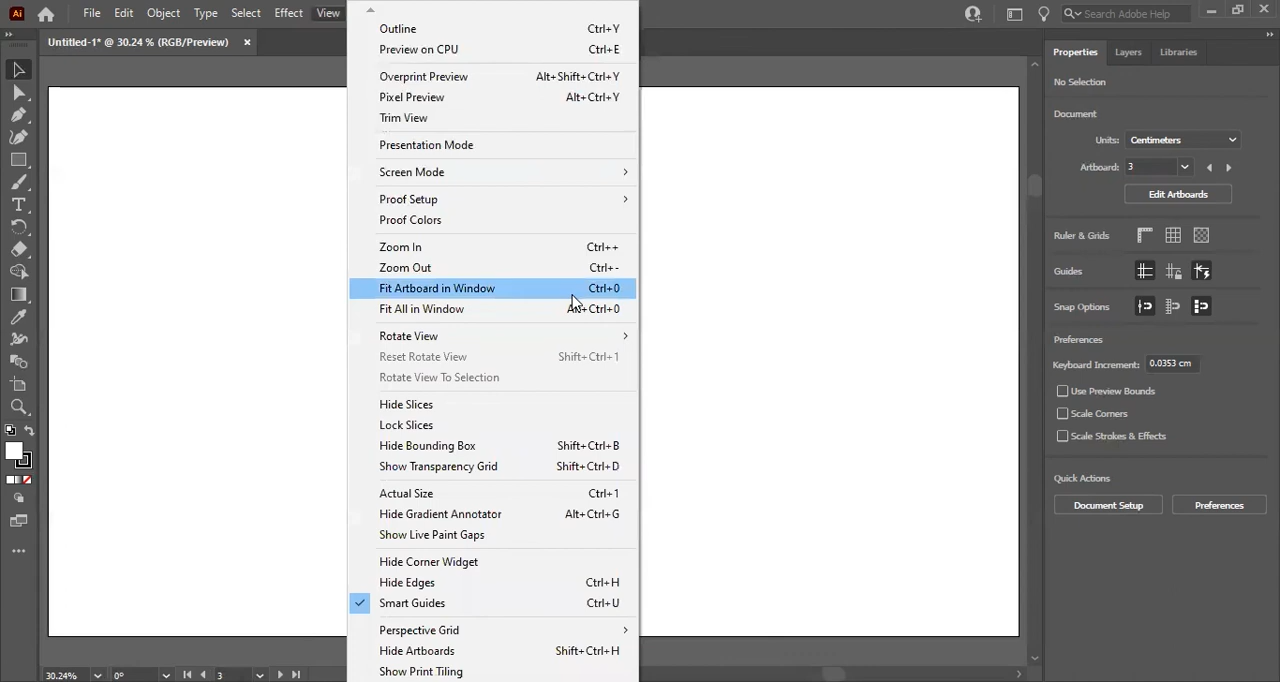 Ai File Edit Object Type Select Effect View Search Adobe Help
Untitled-1* @ 30.24 % (RGB/Preview) ×
Outline Ctrl+Y
Preview on CPU Ctrl+E
Overprint Preview Alt+Shift+Ctrl+Y
Pixel Preview Alt+Ctrl+Y
Trim View
Presentation Mode
Screen Mode
Proof Setup
Proof Colors
Zoom In Ctrl++
Zoom Out Ctrl+-
Fit Artboard in Window Ctrl+0
Fit All in Window Alt+Ctrl+0
Rotate View
Reset Rotate View Shift+Ctrl+1
Rotate View To Selection
Hide Slices
Lock Slices
Hide Bounding Box Shift+Ctrl+B
Show Transparency Grid Shift+Ctrl+D
Actual Size Ctrl+1
Hide Gradient Annotator Alt+Ctrl+G
Show Live Paint Gaps
Hide Corner Widget
Hide Edges Ctrl+H
Smart Guides Ctrl+U
Perspective Grid
Hide Artboards Shift+Ctrl+H
Show Print Tiling
Properties Layers Libraries
No Selection
Document
Units: Centimeters
Artboard: 3
Edit Artboards
Ruler & Grids
Guides
Snap Options
Preferences
Keyboard Increment: 0.0353 cm
Use Preview Bounds
Scale Corners
Scale Strokes & Effects
Quick Actions
Document Setup Preferences
30.24% 0° 3